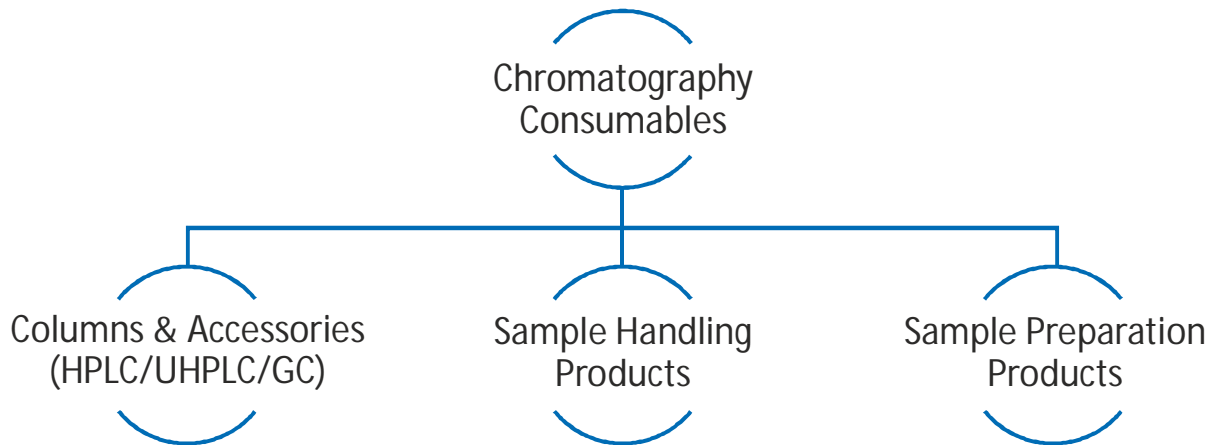 Chromatography
Consumables
Columns & Accessories
(HPLC/UHPLC/GC)
Sample Handling
Products
Sample Preparation
Products